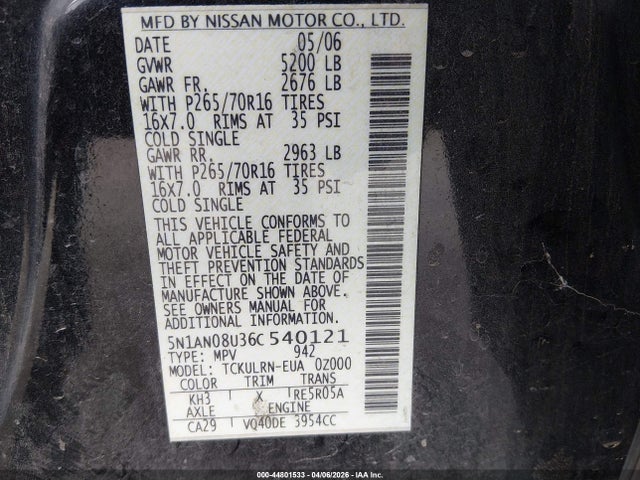 MFD BY NISSAN MOTOR CO., LTD.
DATE 05/06
GVWR 5200 LB
GAWR FR. 2676 LB
WITH P265/70R16 TIRES
16X7.0 RIMS AT 35 PSI
COLD SINGLE
GAWR RR. 2963 LB
WITH P265/70R16 TIRES
16X7.0 RIMS AT 35 PSI
COLD SINGLE
THIS VEHICLE CONFORMS TO
ALL APPLICABLE FEDERAL
MOTOR VEHICLE SAFETY AND
THEFT PREVENTION STANDARDS
IN EFFECT ON THE DATE OF
MANUFACTURE SHOWN ABOVE.
SEE OWNERS MANUAL FOR
ADDITIONAL INFORMATION.
5N1AN08U36C540121
TYPE: MPV 942
MODEL: TCKULRN-EUA 0Z000
COLOR TRIM TRANS
KH3 X RE5R05A
AXLE ENGINE
CA29 VQ40DE 3954CC
000-44801533 - 04/06/2026 - IAA Inc.